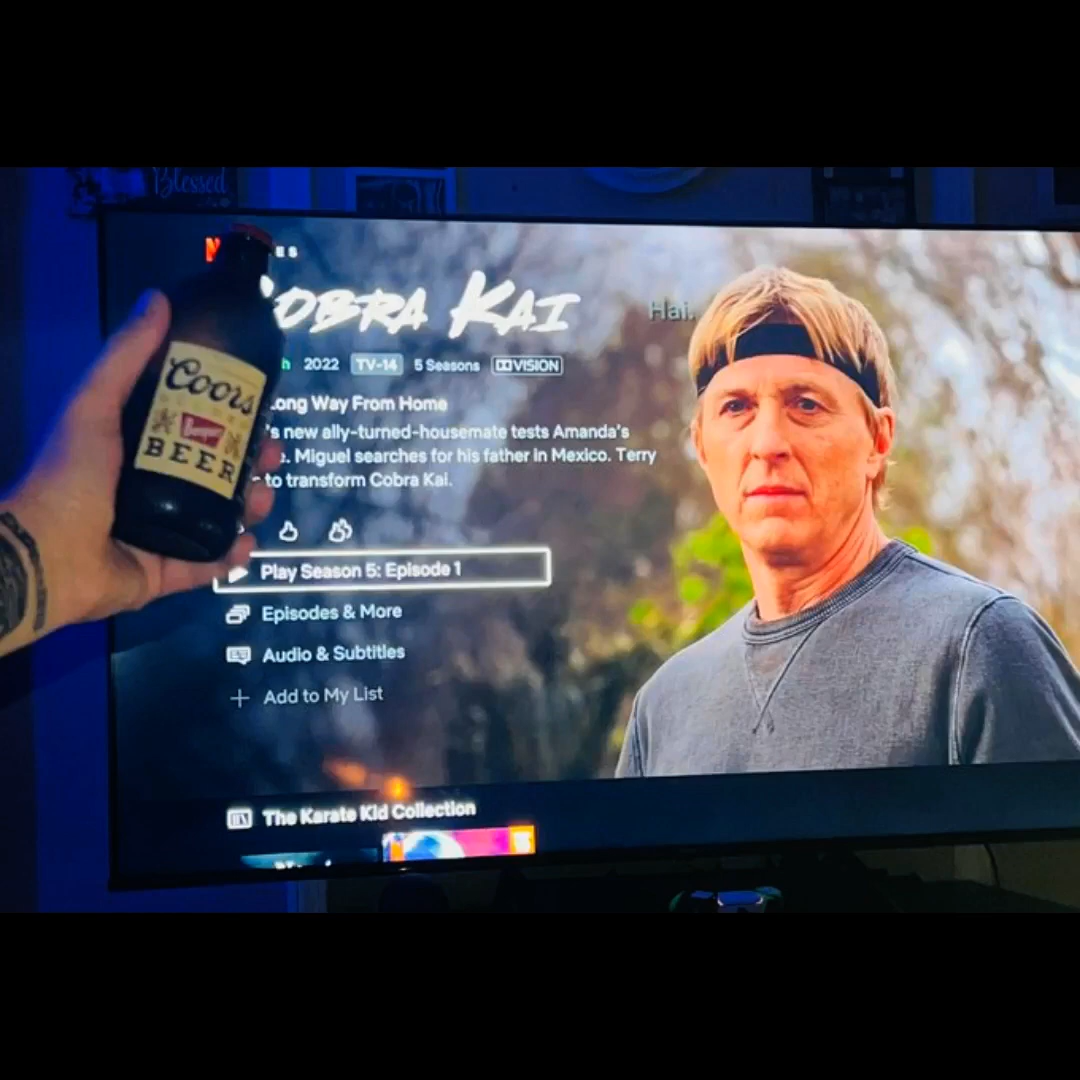 Blessed
N ES
COBRA KAI
Hai.
h 2022 TV-14 5 Seasons VISION
Long Way From Home
's new ally-turned-housemate tests Amanda's
e. Miguel searches for his father in Mexico. Terry
to transform Cobra Kai.
Coors
Banquet
BEER
Play Season 5: Episode 1
Episodes & More
Audio & Subtitles
Add to My List
The Karate Kid Collection